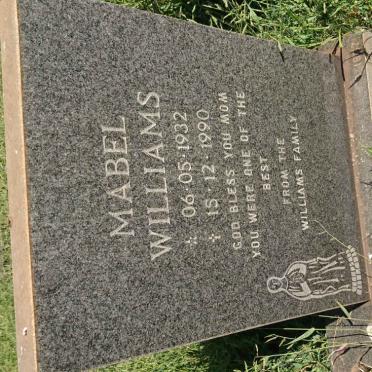 MABEL
WILLIAMS
☆ 06·05·1932
✝ 15·12·1990
GOD BLESS YOU MOM
YOU WERE ONE OF THE
BEST
FROM THE
WILLIAMS FAMILY